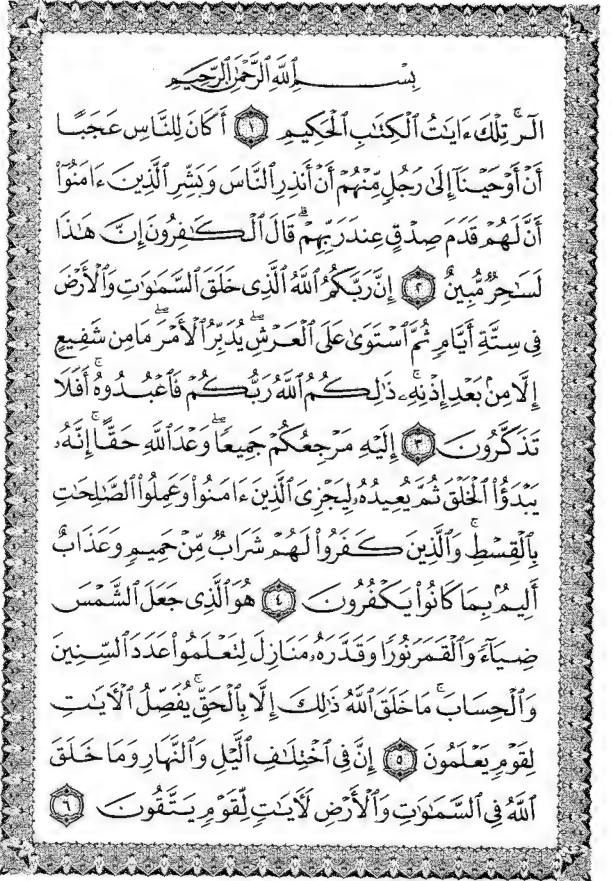 بِسْمِ ٱللَّهِ ٱلرَّحْمَٰنِ ٱلرَّحِيمِ
الٓرۚ تِلْكَ ءَايَٰتُ ٱلْكِتَٰبِ ٱلْحَكِيمِ ١ أَكَانَ لِلنَّاسِ عَجَبًا
أَنْ أَوْحَيْنَآ إِلَىٰ رَجُلٍ مِّنْهُمْ أَنْ أَنذِرِ ٱلنَّاسَ وَبَشِّرِ ٱلَّذِينَ ءَامَنُوٓا۟
أَنَّ لَهُمْ قَدَمَ صِدْقٍ عِندَ رَبِّهِمْۗ قَالَ ٱلْكَٰفِرُونَ إِنَّ هَٰذَا
لَسَٰحِرٌ مُّبِينٌ ٢ إِنَّ رَبَّكُمُ ٱللَّهُ ٱلَّذِى خَلَقَ ٱلسَّمَٰوَٰتِ وَٱلْأَرْضَ
فِى سِتَّةِ أَيَّامٍ ثُمَّ ٱسْتَوَىٰ عَلَى ٱلْعَرْشِۖ يُدَبِّرُ ٱلْأَمْرَۖ مَا مِن شَفِيعٍ
إِلَّا مِنۢ بَعْدِ إِذْنِهِۦۚ ذَٰلِكُمُ ٱللَّهُ رَبُّكُمْ فَٱعْبُدُوهُۚ أَفَلَا
تَذَكَّرُونَ ٣ إِلَيْهِ مَرْجِعُكُمْ جَمِيعًاۖ وَعْدَ ٱللَّهِ حَقًّاۚ إِنَّهُۥ
يَبْدَؤُا۟ ٱلْخَلْقَ ثُمَّ يُعِيدُهُۥ لِيَجْزِىَ ٱلَّذِينَ ءَامَنُوا۟ وَعَمِلُوا۟ ٱلصَّٰلِحَٰتِ
بِٱلْقِسْطِۚ وَٱلَّذِينَ كَفَرُوا۟ لَهُمْ شَرَابٌ مِّنْ حَمِيمٍ وَعَذَابٌ
أَلِيمٌۢ بِمَا كَانُوا۟ يَكْفُرُونَ ٤ هُوَ ٱلَّذِى جَعَلَ ٱلشَّمْسَ
ضِيَآءً وَٱلْقَمَرَ نُورًا وَقَدَّرَهُۥ مَنَازِلَ لِتَعْلَمُوا۟ عَدَدَ ٱلسِّنِينَ
وَٱلْحِسَابَۚ مَا خَلَقَ ٱللَّهُ ذَٰلِكَ إِلَّا بِٱلْحَقِّۚ يُفَصِّلُ ٱلْءَايَٰتِ
لِقَوْمٍ يَعْلَمُونَ ٥ إِنَّ فِى ٱخْتِلَٰفِ ٱلَّيْلِ وَٱلنَّهَارِ وَمَا خَلَقَ
ٱللَّهُ فِى ٱلسَّمَٰوَٰتِ وَٱلْأَرْضِ لَءَايَٰتٍ لِّقَوْمٍ يَتَّقُونَ ٦